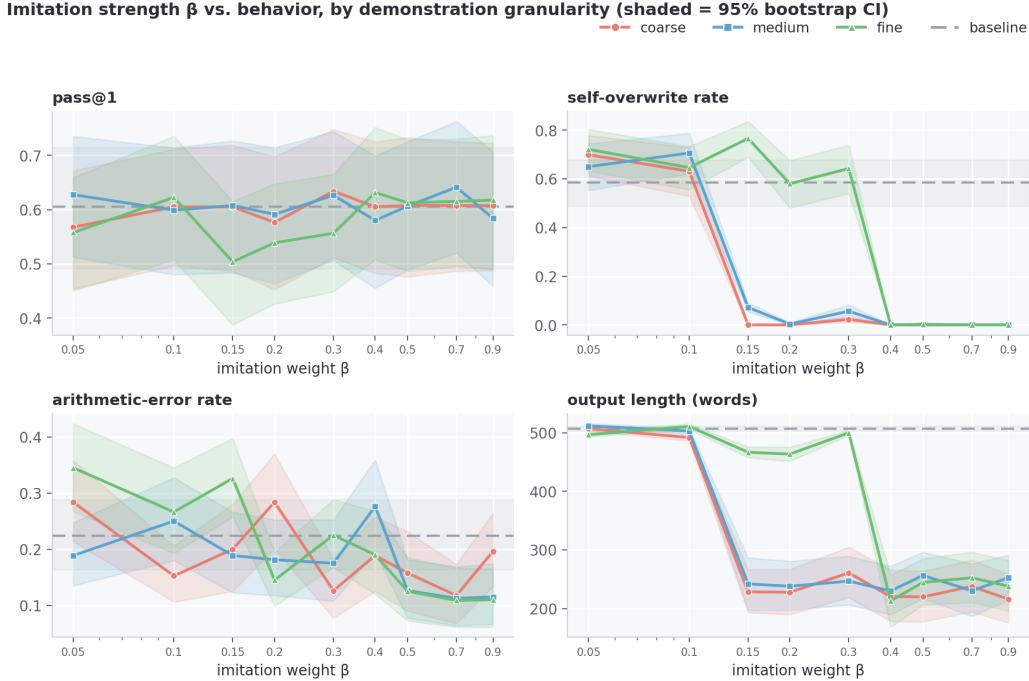 Imitation strength β vs. behavior, by demonstration granularity (shaded = 95% bootstrap CI)
coarse medium fine baseline
pass@1
0.7
0.6
0.5
0.4
0.05 0.1 0.15 0.2 0.3 0.4 0.5 0.7 0.9
imitation weight β
self-overwrite rate
0.8
0.6
0.4
0.2
0.0
0.05 0.1 0.15 0.2 0.3 0.4 0.5 0.7 0.9
imitation weight β
arithmetic-error rate
0.4
0.3
0.2
0.1
0.05 0.1 0.15 0.2 0.3 0.4 0.5 0.7 0.9
imitation weight β
output length (words)
500
400
300
200
0.05 0.1 0.15 0.2 0.3 0.4 0.5 0.7 0.9
imitation weight β